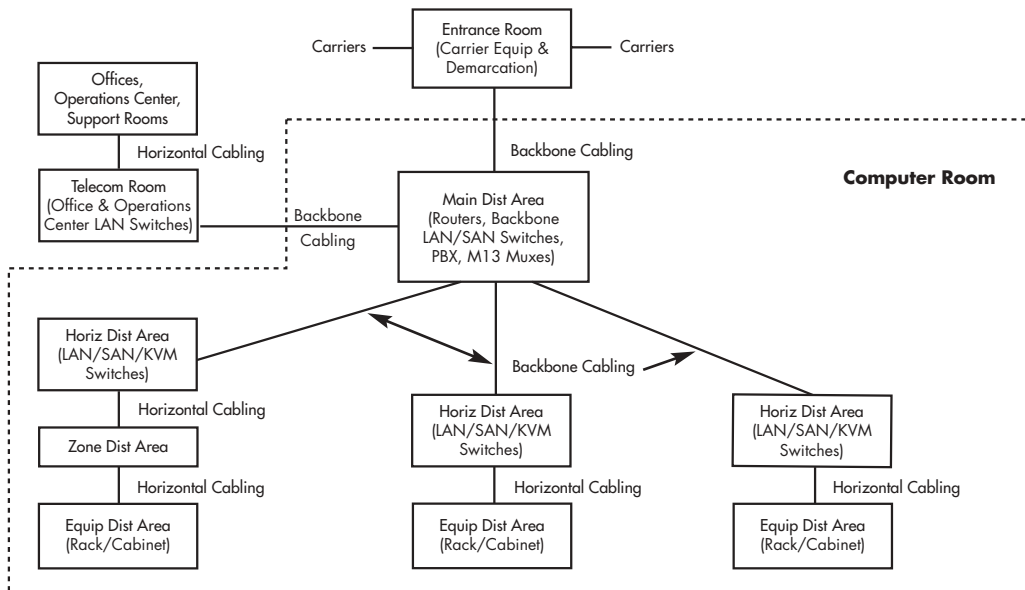 Entrance Room
(Carrier Equip &
Demarcation)
Carriers
Carriers
Offices,
Operations Center,
Support Rooms
Horizontal Cabling
Backbone Cabling
Telecom Room
(Office & Operations
Center LAN Switches)
Backbone
Cabling
Main Dist Area
(Routers, Backbone
LAN/SAN Switches,
PBX, M13 Muxes)
Computer Room
Horiz Dist Area
(LAN/SAN/KVM
Switches)
Backbone Cabling
Horizontal Cabling
Zone Dist Area
Horizontal Cabling
Equip Dist Area
(Rack/Cabinet)
Horiz Dist Area
(LAN/SAN/KVM
Switches)
Horizontal Cabling
Equip Dist Area
(Rack/Cabinet)
Horiz Dist Area
(LAN/SAN/KVM
Switches)
Horizontal Cabling
Equip Dist Area
(Rack/Cabinet)